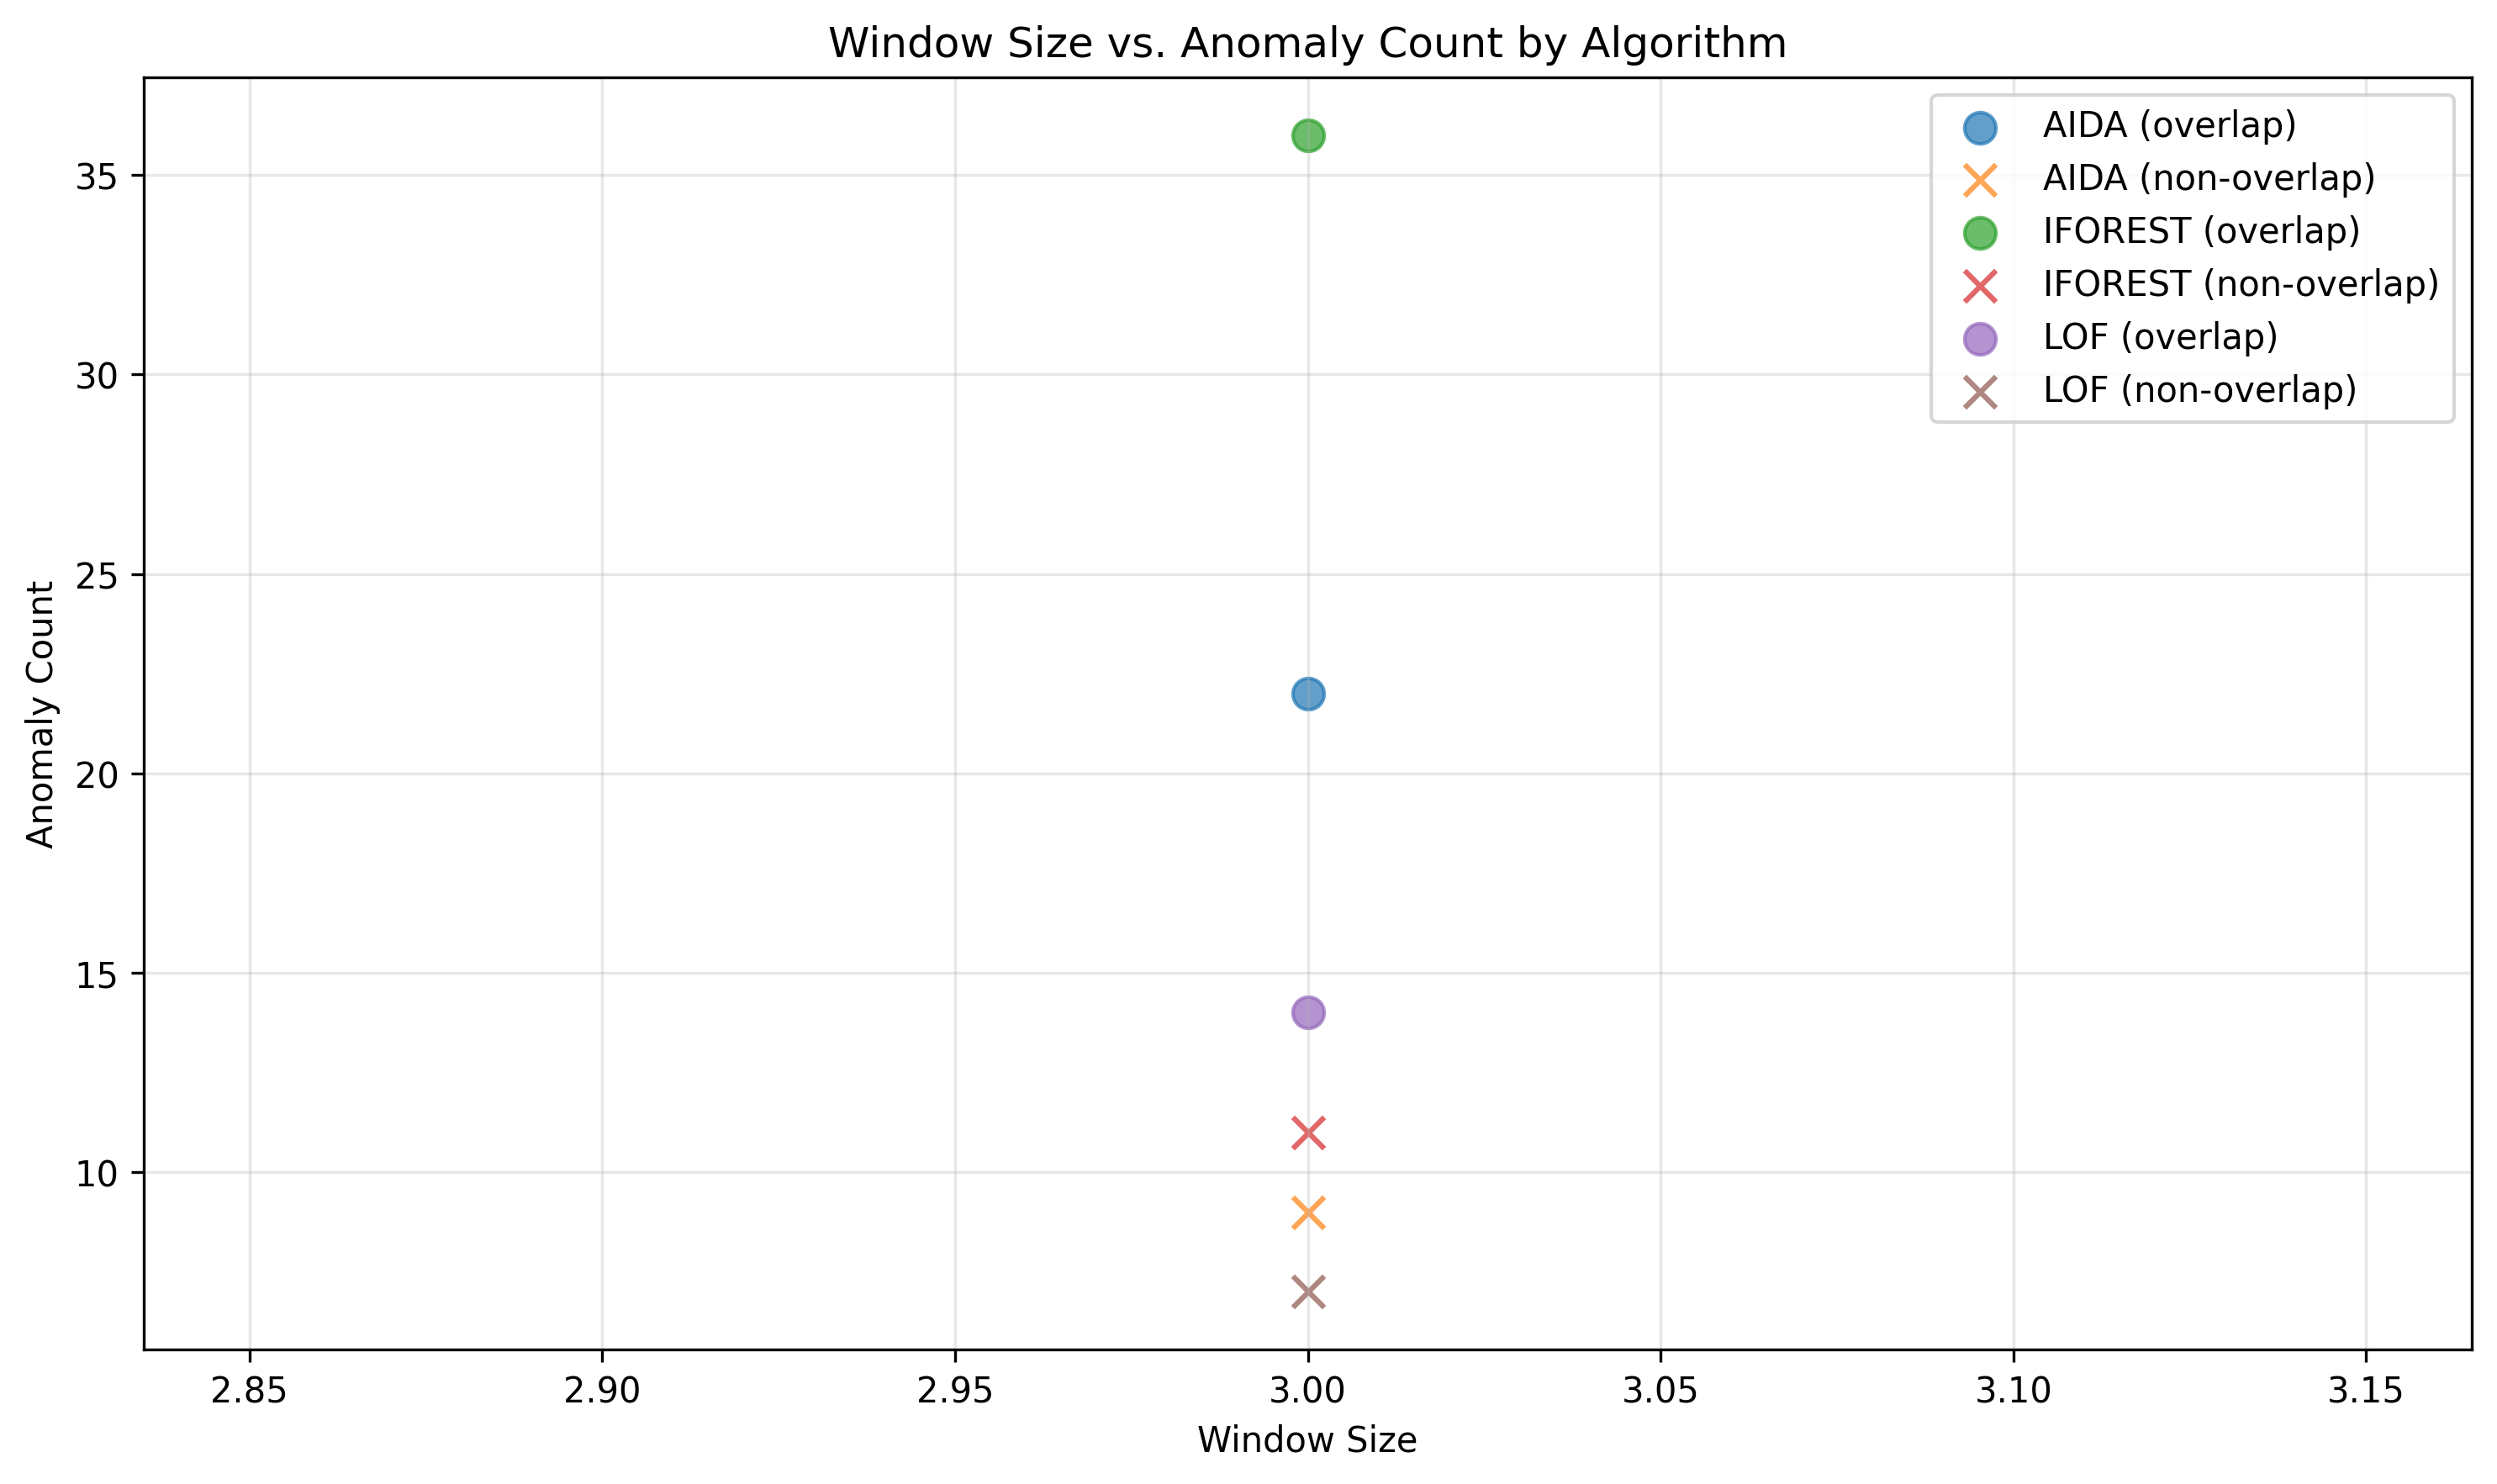 Window Size vs. Anomaly Count by Algorithm
AIDA (overlap)
AIDA (non-overlap)
IFOREST (overlap)
IFOREST (non-overlap)
LOF (overlap)
LOF (non-overlap)
Anomaly Count
35
30
25
20
15
10
2.85
2.90
2.95
3.00
3.05
3.10
3.15
Window Size